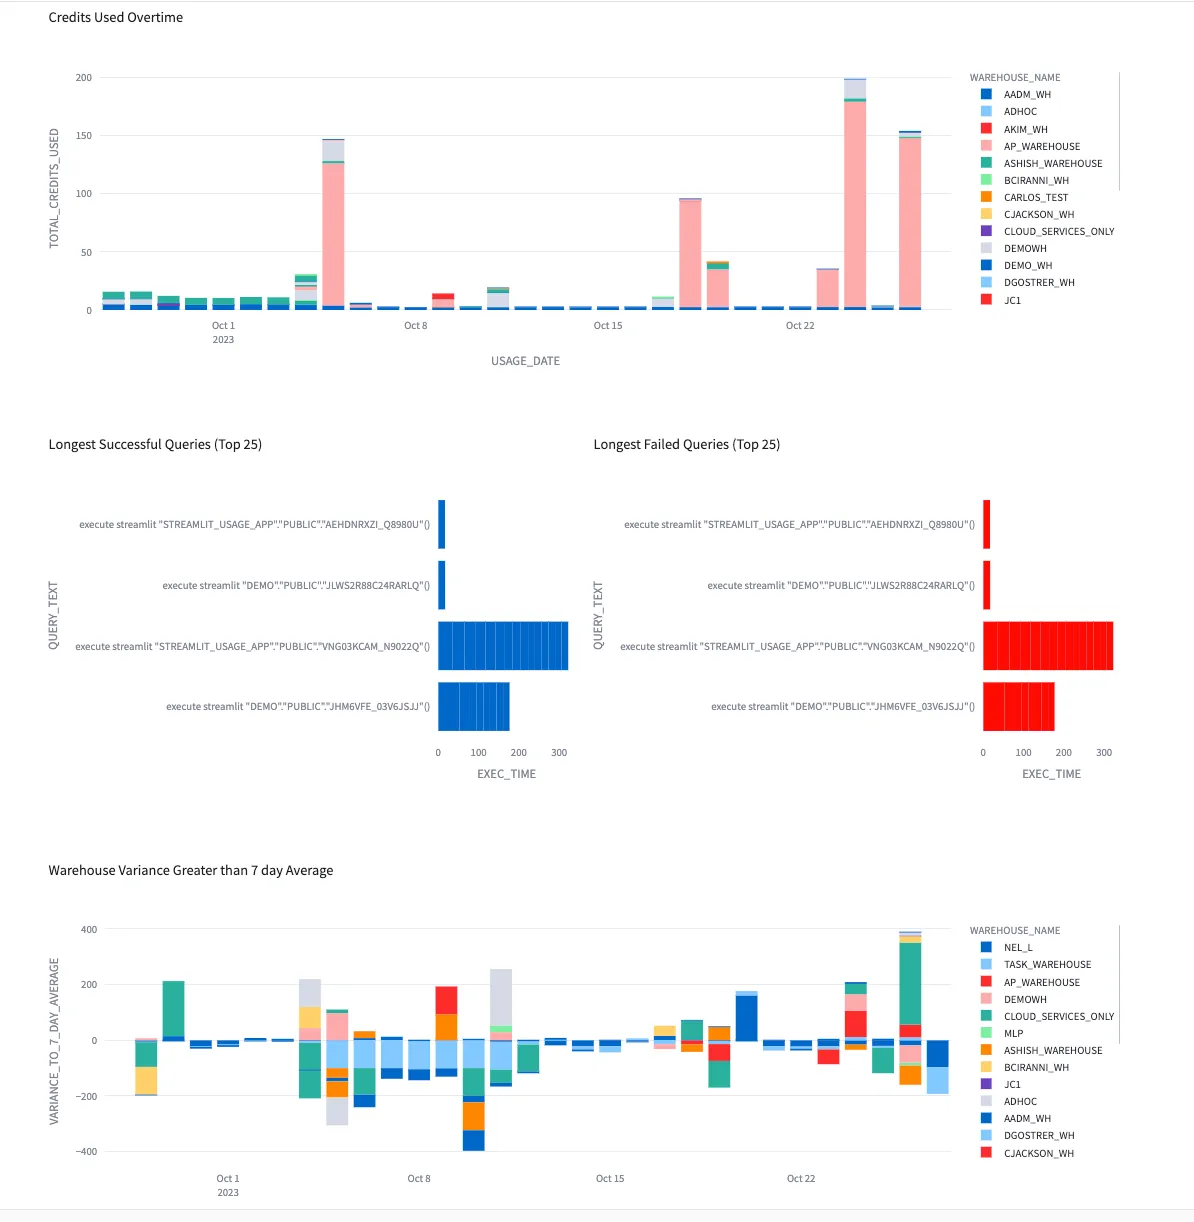 Credits Used Overtime
200
150
100
50
0
TOTAL_CREDITS_USED
Oct 1
2023
Oct 8
Oct 15
Oct 22
USAGE_DATE
WAREHOUSE_NAME
AADM_WH
ADHOC
AKIM_WH
AP_WAREHOUSE
ASHISH_WAREHOUSE
BCIRANNI_WH
CARLOS_TEST
CJACKSON_WH
CLOUD_SERVICES_ONLY
DEMOWH
DEMO_WH
DGOSTRER_WH
JC1
Longest Successful Queries (Top 25)
QUERY_TEXT
execute streamlit "STREAMLIT_USAGE_APP"."PUBLIC"."AEHDNRXZI_Q8980U"()
execute streamlit "DEMO"."PUBLIC"."JLWS2R88C24RARLQ"()
execute streamlit "STREAMLIT_USAGE_APP"."PUBLIC"."VNG03KCAM_N9022Q"()
execute streamlit "DEMO"."PUBLIC"."JHM6VFE_03V6JSJJ"()
0 100 200 300
EXEC_TIME
Longest Failed Queries (Top 25)
QUERY_TEXT
execute streamlit "STREAMLIT_USAGE_APP"."PUBLIC"."AEHDNRXZI_Q8980U"()
execute streamlit "DEMO"."PUBLIC"."JLWS2R88C24RARLQ"()
execute streamlit "STREAMLIT_USAGE_APP"."PUBLIC"."VNG03KCAM_N9022Q"()
execute streamlit "DEMO"."PUBLIC"."JHM6VFE_03V6JSJJ"()
0 100 200 300
EXEC_TIME
Warehouse Variance Greater than 7 day Average
400
200
0
−200
−400
VARIANCE_TO_7_DAY_AVERAGE
Oct 1
2023
Oct 8
Oct 15
Oct 22
WAREHOUSE_NAME
NEL_L
TASK_WAREHOUSE
AP_WAREHOUSE
DEMOWH
CLOUD_SERVICES_ONLY
MLP
ASHISH_WAREHOUSE
BCIRANNI_WH
JC1
ADHOC
AADM_WH
DGOSTRER_WH
CJACKSON_WH